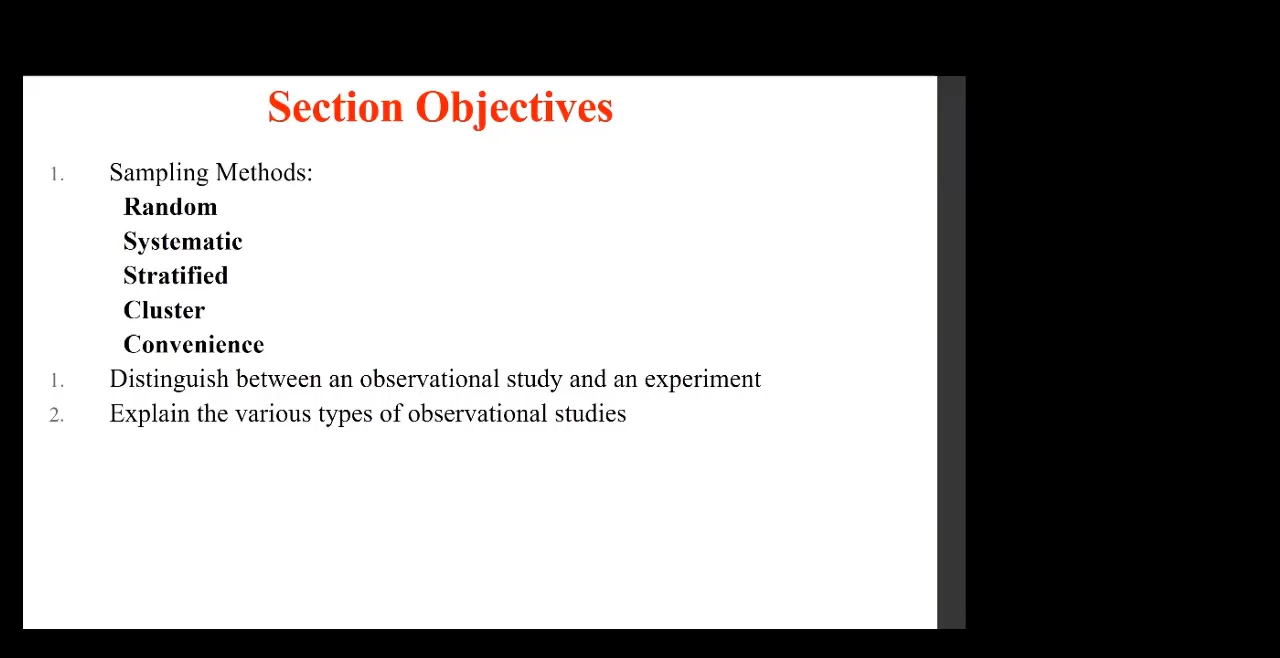 Section Objectives
1. Sampling Methods:
Random
Systematic
Stratified
Cluster
Convenience
1. Distinguish between an observational study and an experiment
2. Explain the various types of observational studies